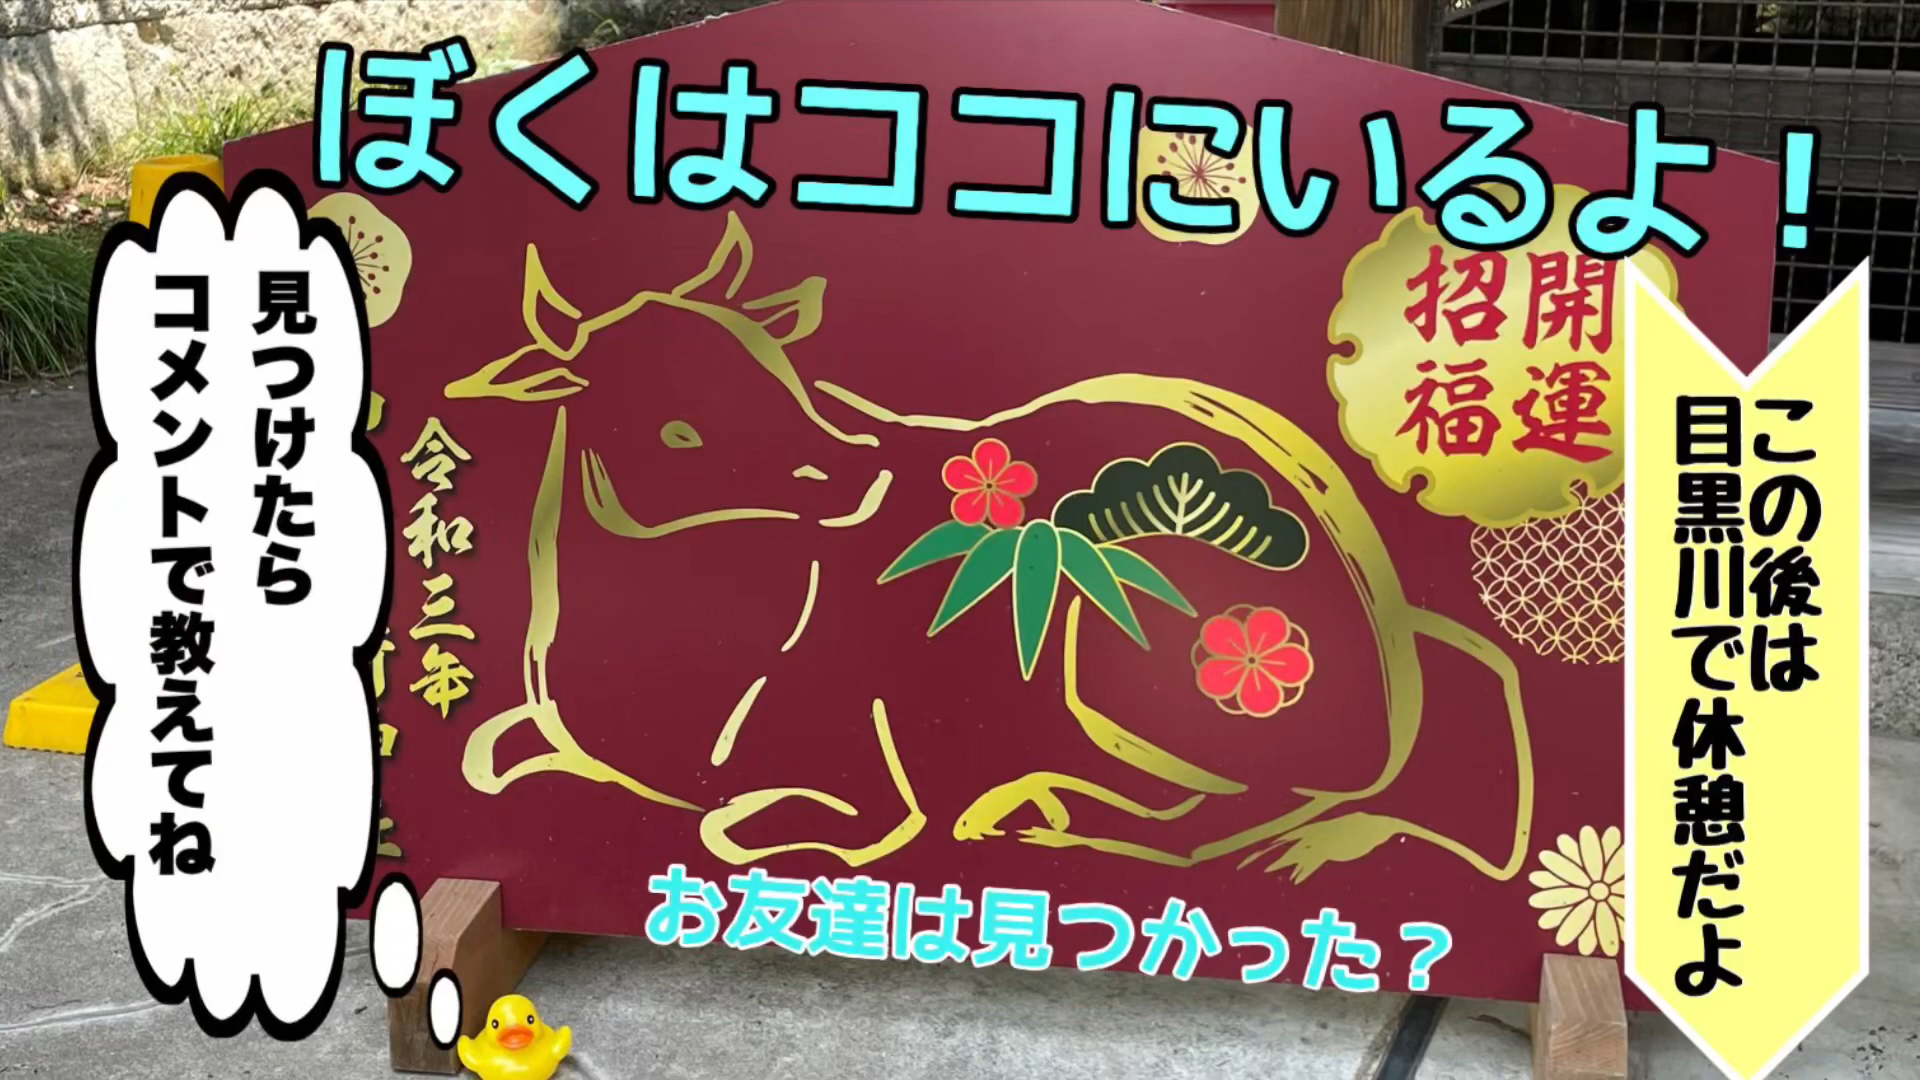 ぼくはココにいるよ！
見つけたら
コメントで教えてね
開運
招福
この後は
目黒川で休憩だよ
令和三年
お友達は見つかった？